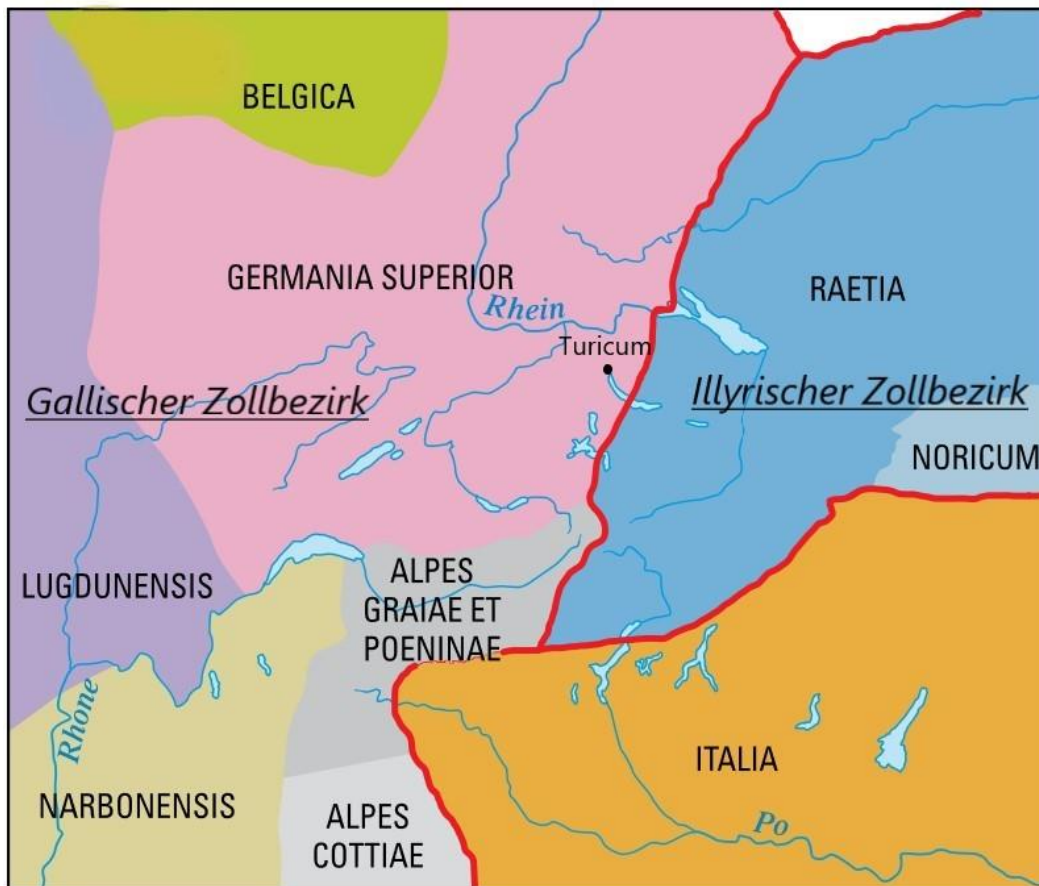 BELGICA
GERMANIA SUPERIOR
RAETIA
Rhein
Turicum
Gallischer Zollbezirk
Illyrischer Zollbezirk
NORICUM
LUGDUNENSIS
ALPES
GRAIAE ET
POENINAE
Rhone
ITALIA
NARBONENSIS
ALPES
COTTIAE
Po